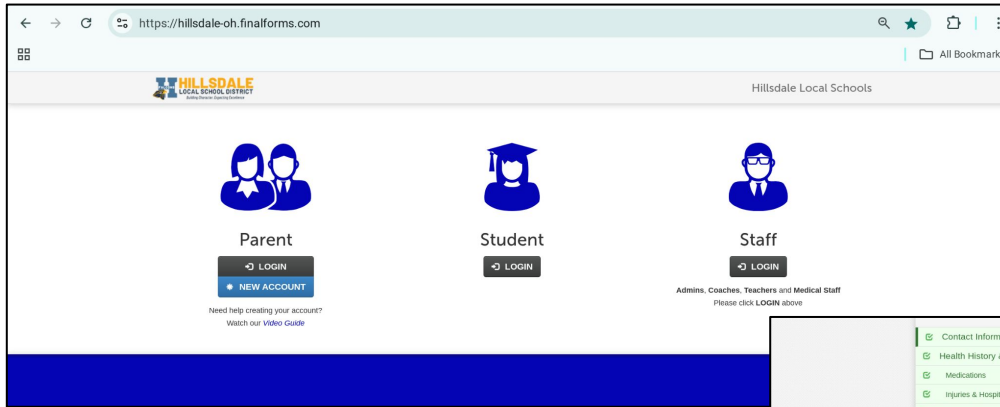 https://hillsdale-oh.finalforms.com
All Bookmark
HILLSDALE
LOCAL SCHOOL DISTRICT
Hillsdale Local Schools
Parent
LOGIN
NEW ACCOUNT
Need help creating your account?
Watch our Video Guide
Student
LOGIN
Staff
LOGIN
Admins, Coaches, Teachers and Medical Staff
Please click LOGIN above
Contact Inform
Health History
Medications
Injuries & Hospit